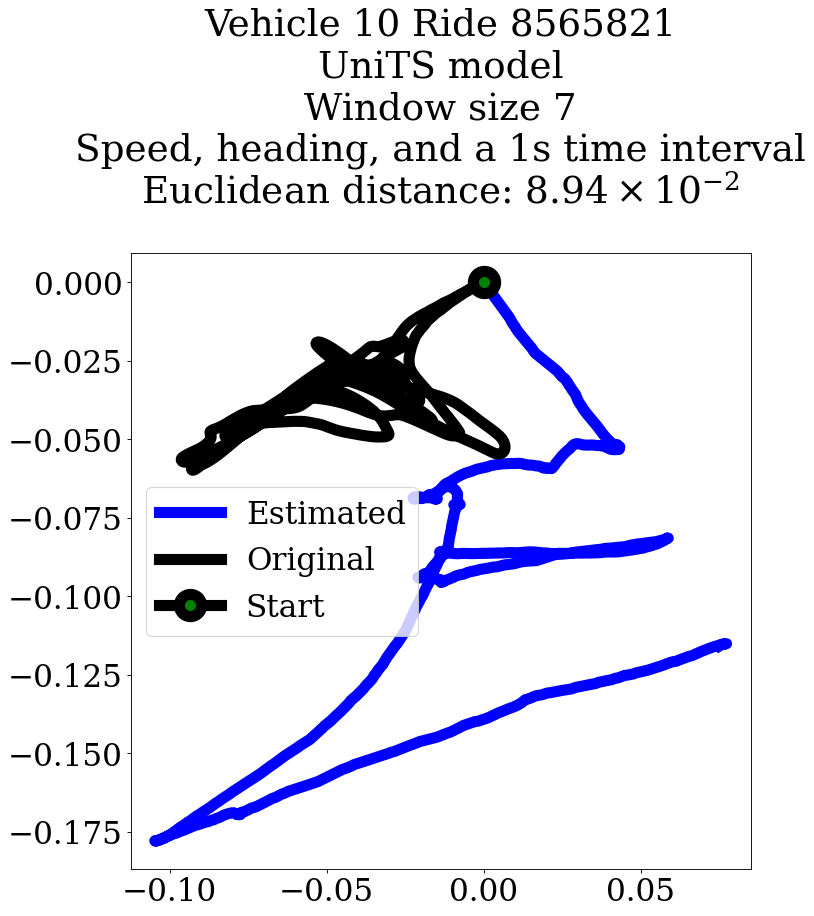 Vehicle 10 Ride 8565821
UniTS model
Window size 7
Speed, heading, and a 1s time interval
Euclidean distance: 8.94 × 10⁻²
0.000
−0.025
−0.050
−0.075
−0.100
−0.125
−0.150
−0.175
Estimated
Original
Start
−0.10 −0.05 0.00 0.05